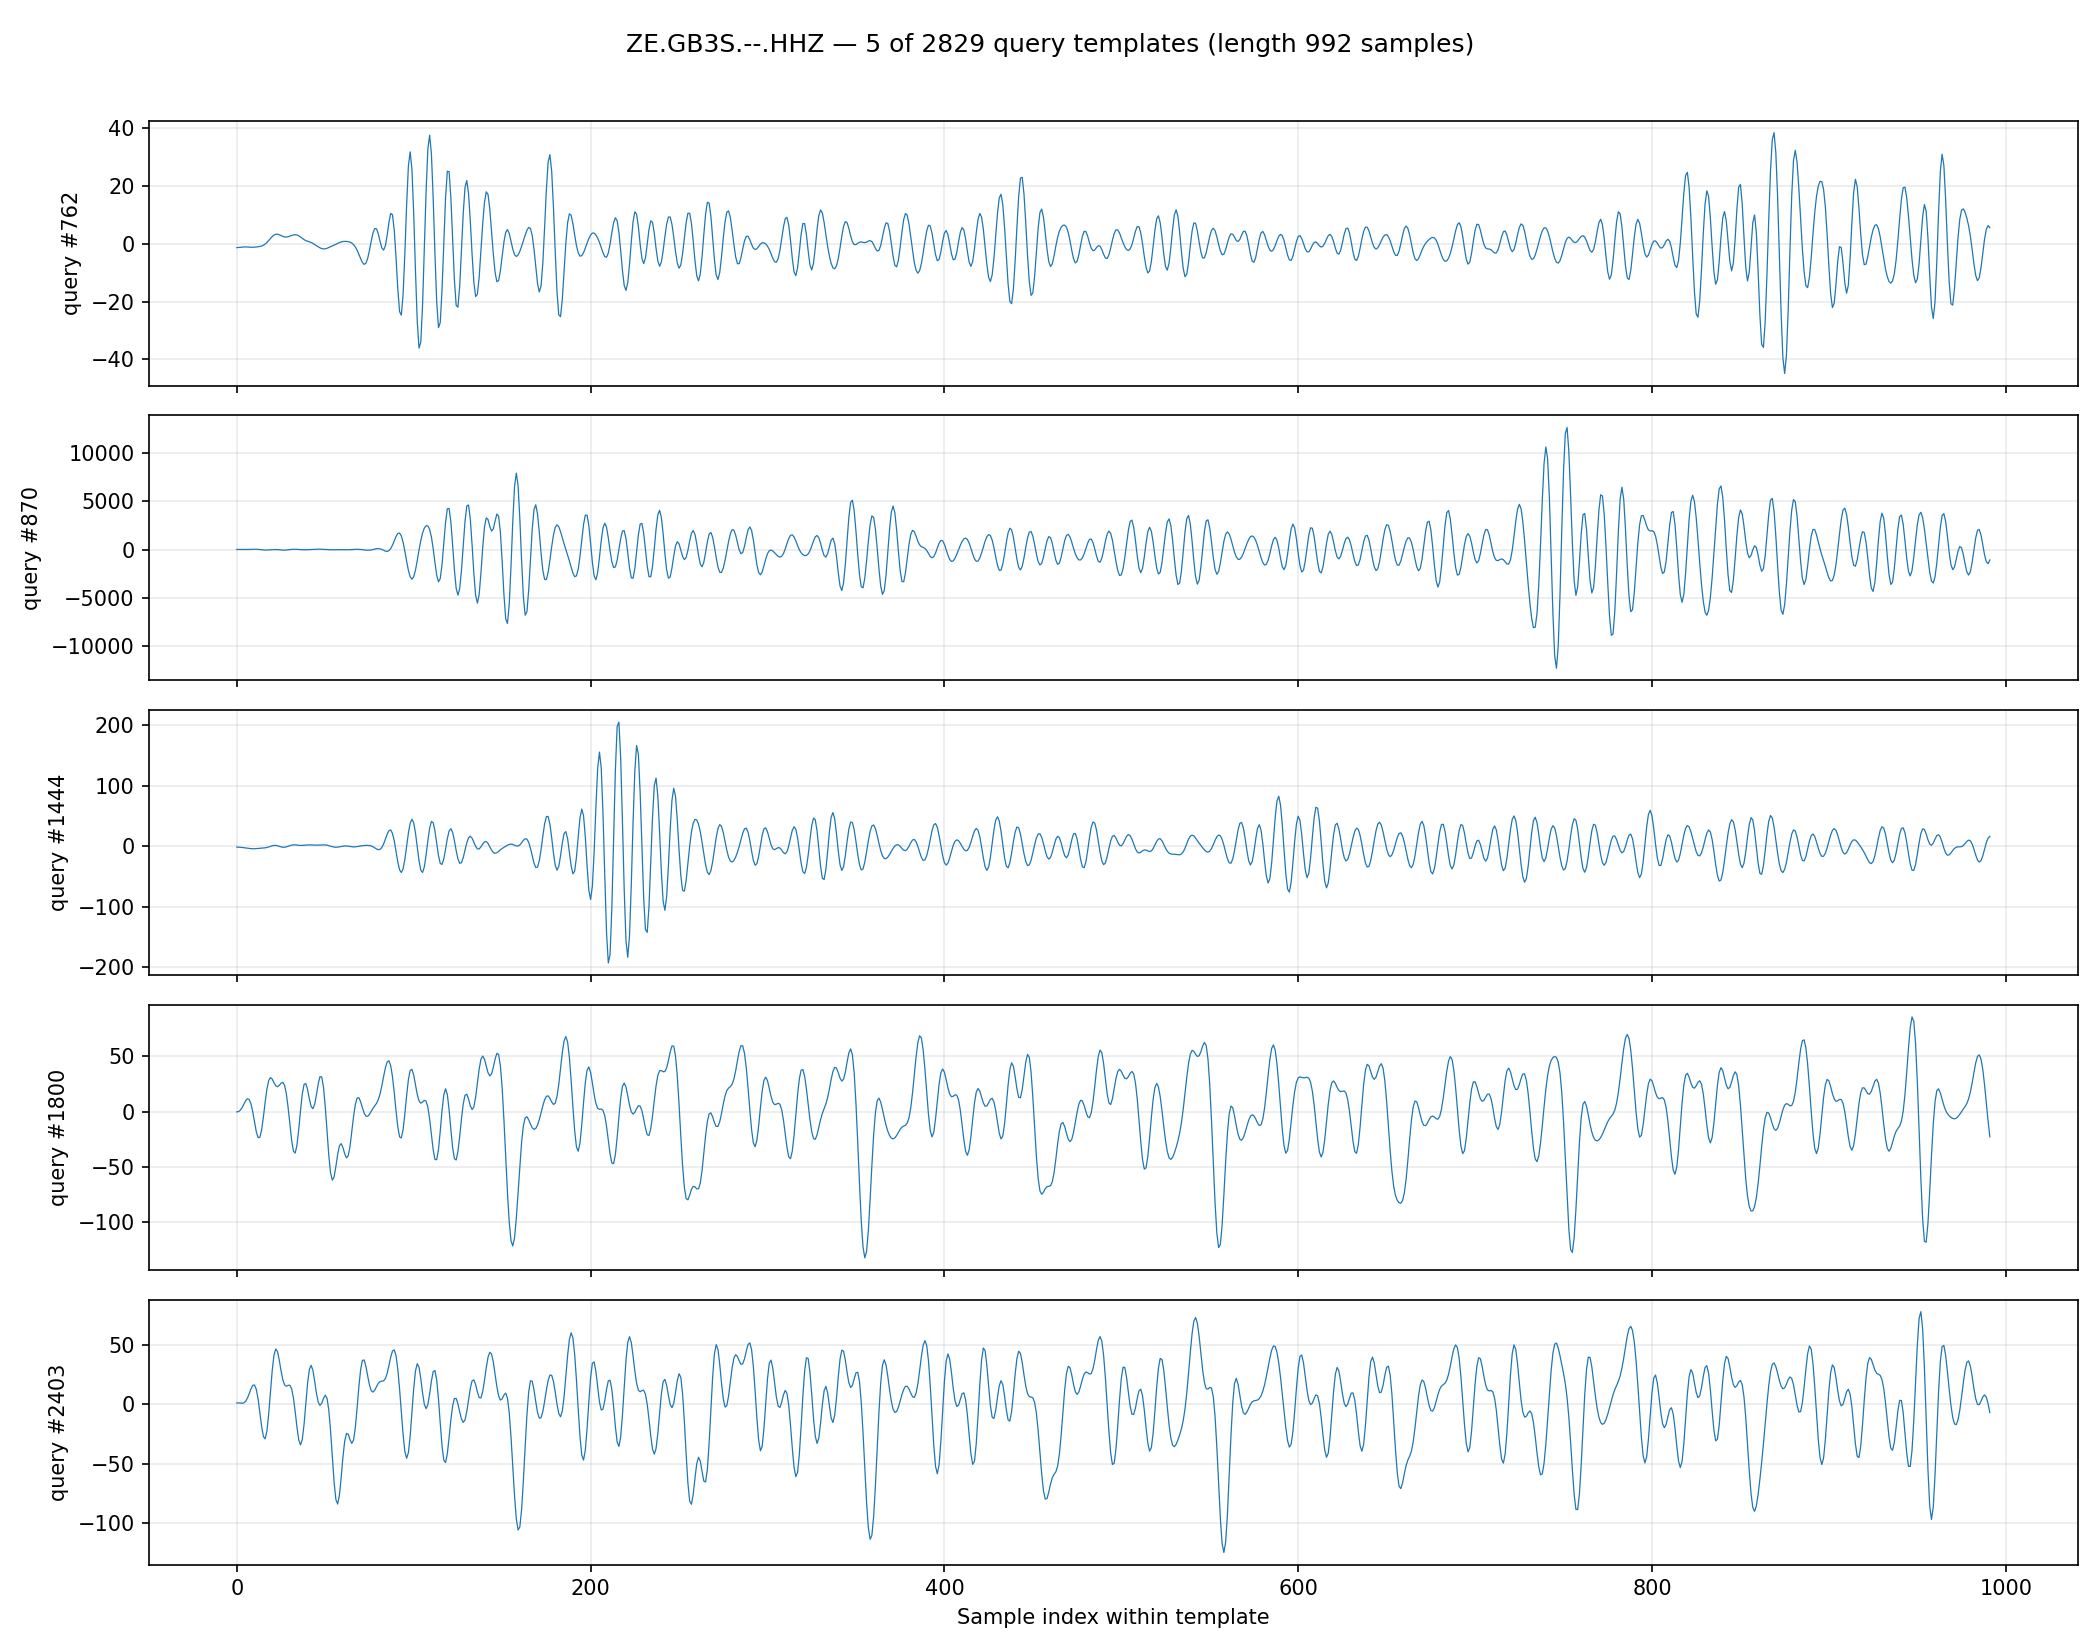 ZE.GB3S.--.HHZ — 5 of 2829 query templates (length 992 samples)
40
20
0
−20
−40
query #762
10000
5000
0
−5000
−10000
query #870
200
100
0
−100
−200
query #1444
50
0
−50
−100
query #1800
50
0
−50
−100
query #2403
0 200 400 600 800 1000
Sample index within template